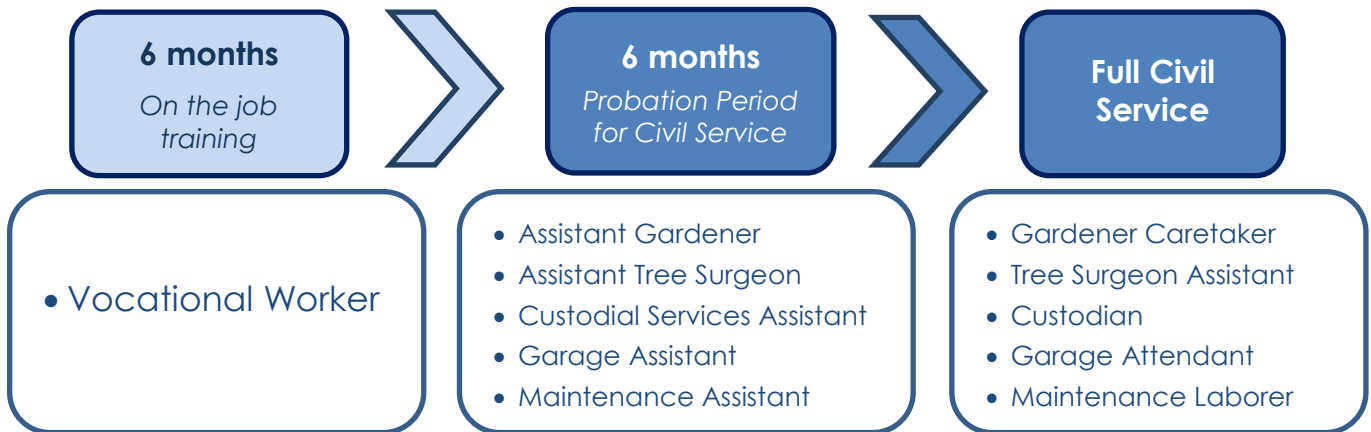 6 months
On the job
training
6 months
Probation Period
for Civil Service
Full Civil
Service
• Vocational Worker
• Assistant Gardener
• Assistant Tree Surgeon
• Custodial Services Assistant
• Garage Assistant
• Maintenance Assistant
• Gardener Caretaker
• Tree Surgeon Assistant
• Custodian
• Garage Attendant
• Maintenance Laborer